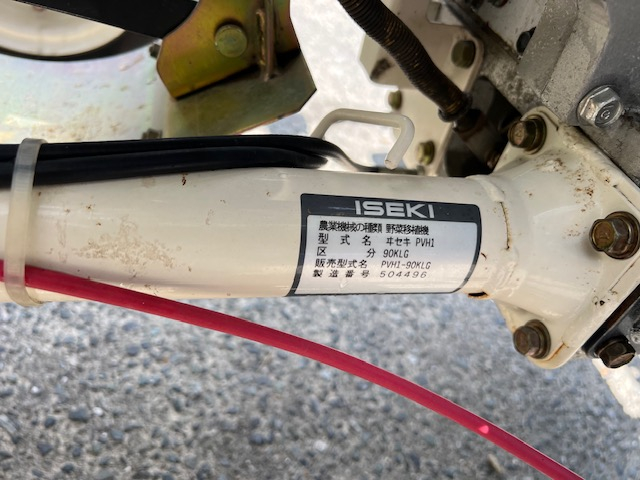 ISEKI
農業機械の種類 野菜移植機
型式名 ヰセキ PVH1
区分 90KLG
販売型式名 PVH1-90KLG
製造番号 504496